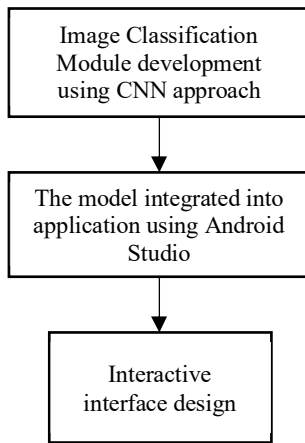 Image Classification
Module development
using CNN approach
The model integrated into
application using Android
Studio
Interactive
interface design